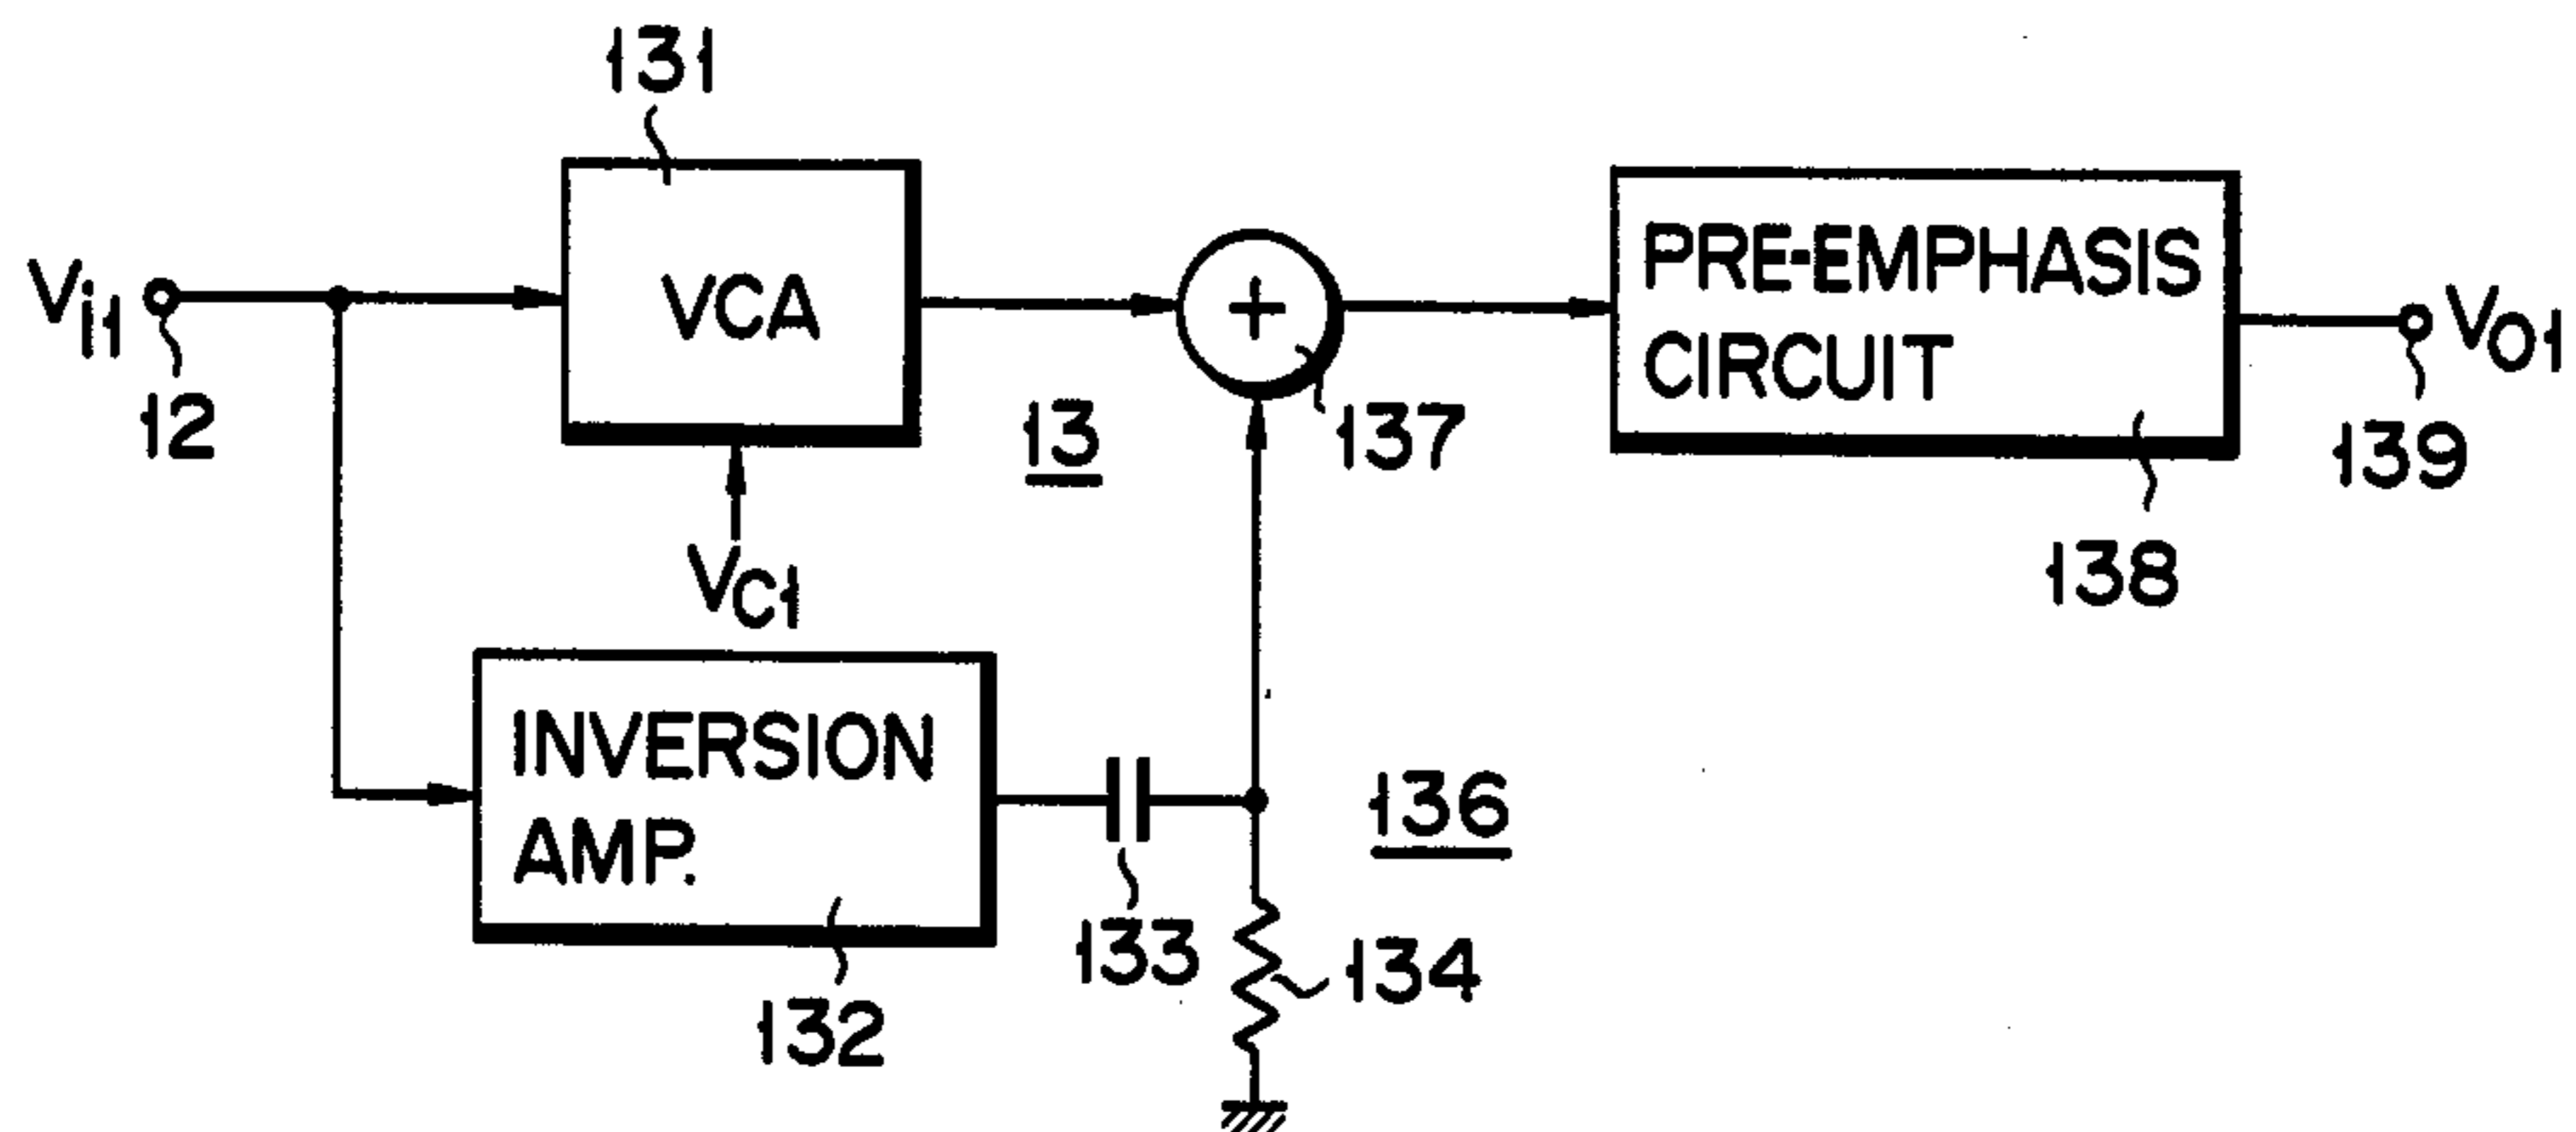 131
Vi1
12
VCA
VC1
13
137
PRE-EMPHASIS
CIRCUIT
VO1
139
138
INVERSION
AMP.
132
133
136
134